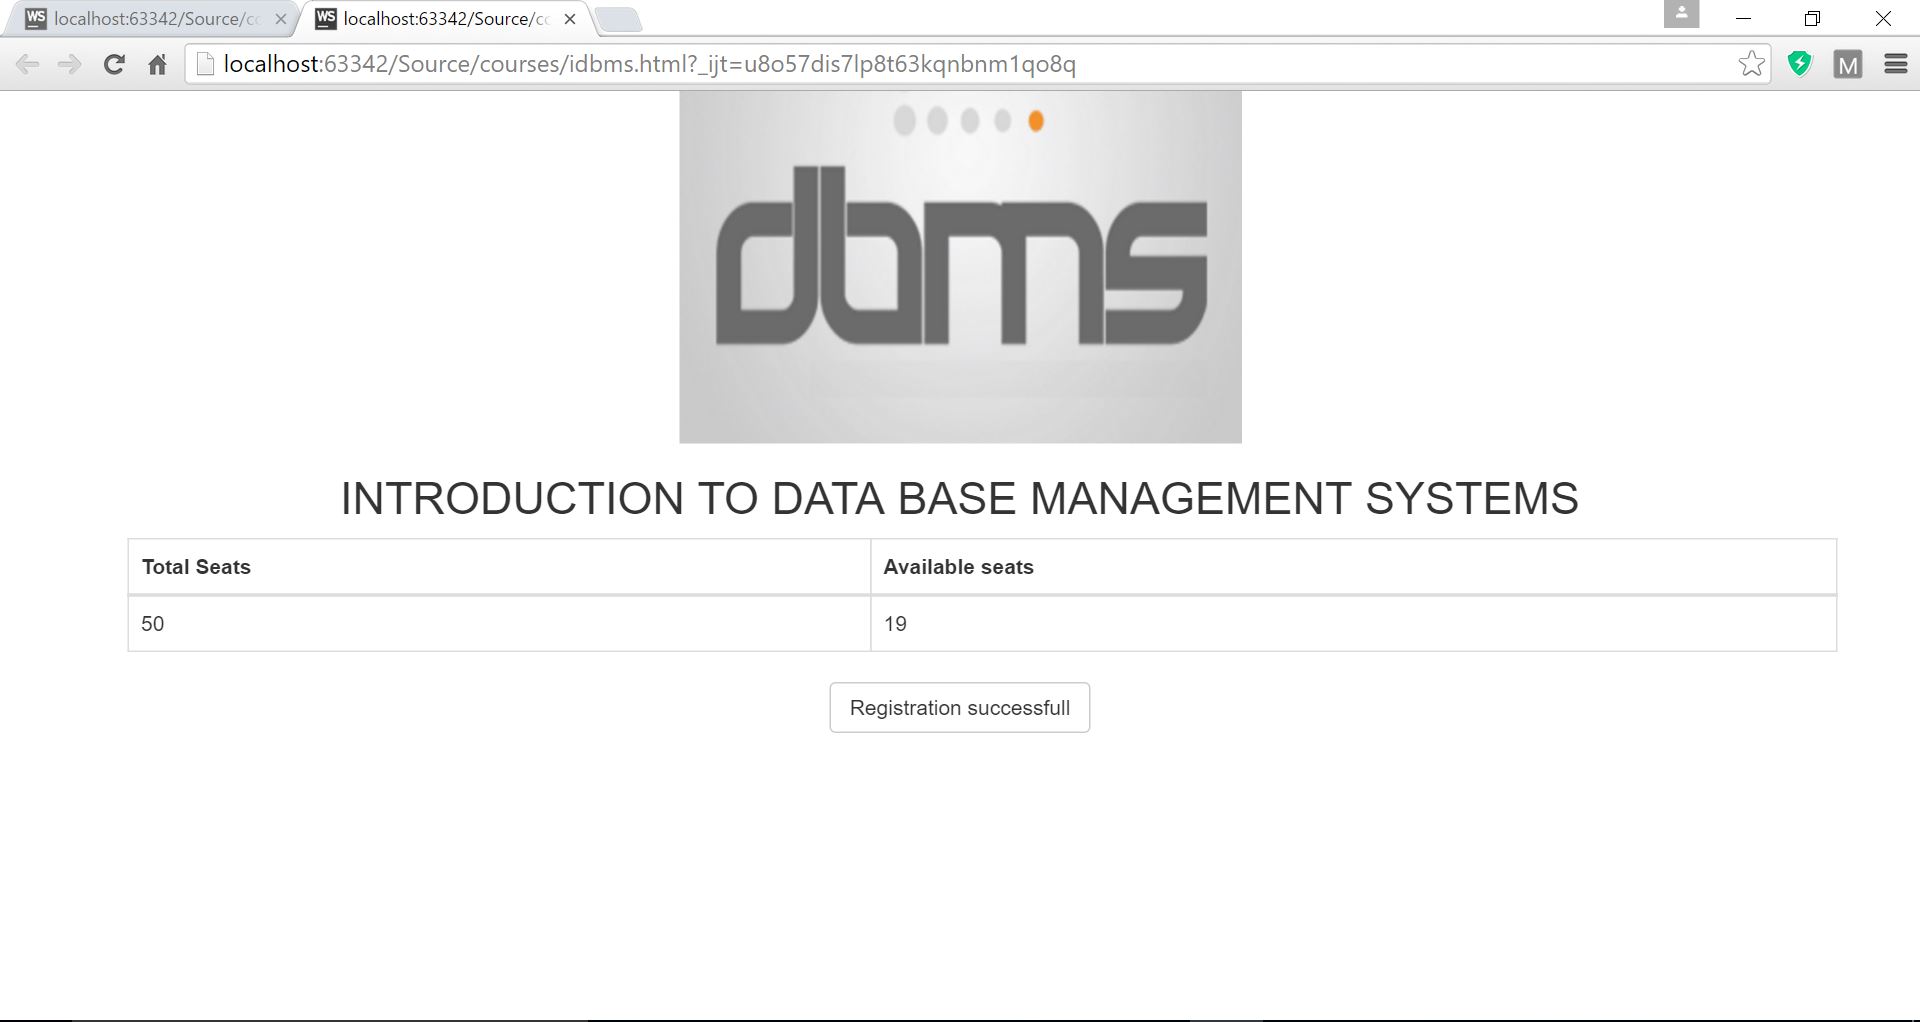 WS localhost:63342/Source/cc
WS localhost:63342/Source/cc
localhost:63342/Source/courses/idbms.html?_ijt=u8o57dis7lp8t63kqnbnm1qo8q
M
dbms
INTRODUCTION TO DATA BASE MANAGEMENT SYSTEMS
Total Seats Available seats
50 19
Registration successfull